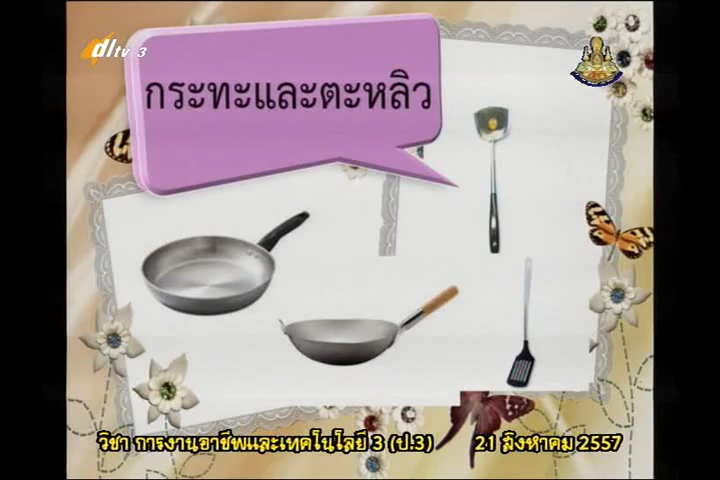 dltv 3
กระทะและตะหลิว
วิชา การงานอาชีพและเทคโนโลยี 3 (ป.3) 21 สิงหาคม 2557